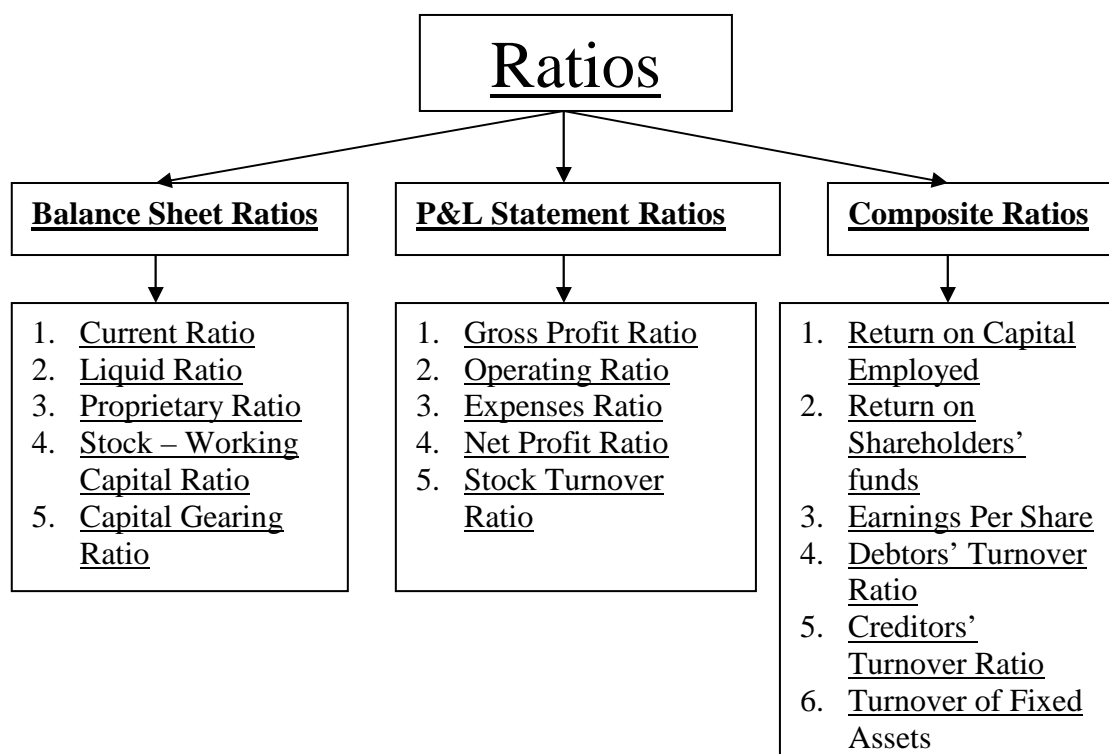 Ratios
Balance Sheet Ratios
P&L Statement Ratios
Composite Ratios
1. Current Ratio
2. Liquid Ratio
3. Proprietary Ratio
4. Stock – Working
Capital Ratio
5. Capital Gearing
Ratio
1. Gross Profit Ratio
2. Operating Ratio
3. Expenses Ratio
4. Net Profit Ratio
5. Stock Turnover
Ratio
1. Return on Capital
Employed
2. Return on
Shareholders’
funds
3. Earnings Per Share
4. Debtors’ Turnover
Ratio
5. Creditors’
Turnover Ratio
6. Turnover of Fixed
Assets